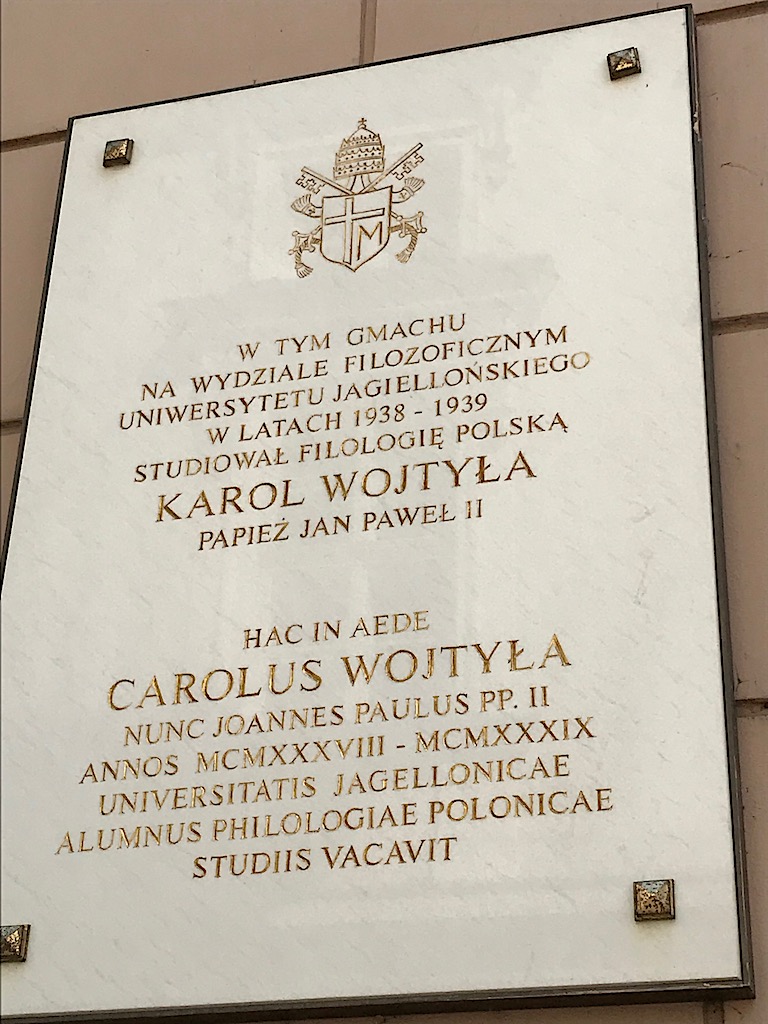 M
W TYM GMACHU
NA WYDZIALE FILOZOFICZNYM
UNIWERSYTETU JAGIELLOŃSKIEGO
W LATACH 1938 - 1939
STUDIOWAŁ FILOLOGIĘ POLSKĄ
KAROL WOJTYŁA
PAPIEŻ JAN PAWEŁ II
HAC IN AEDE
CAROLUS WOJTYŁA
NUNC JOANNES PAULUS PP. II
ANNOS MCMXXXVIII - MCMXXXIX
UNIVERSITATIS JAGELLONICAE
ALUMNUS PHILOLOGIAE POLONICAE
STUDIIS VACAVIT